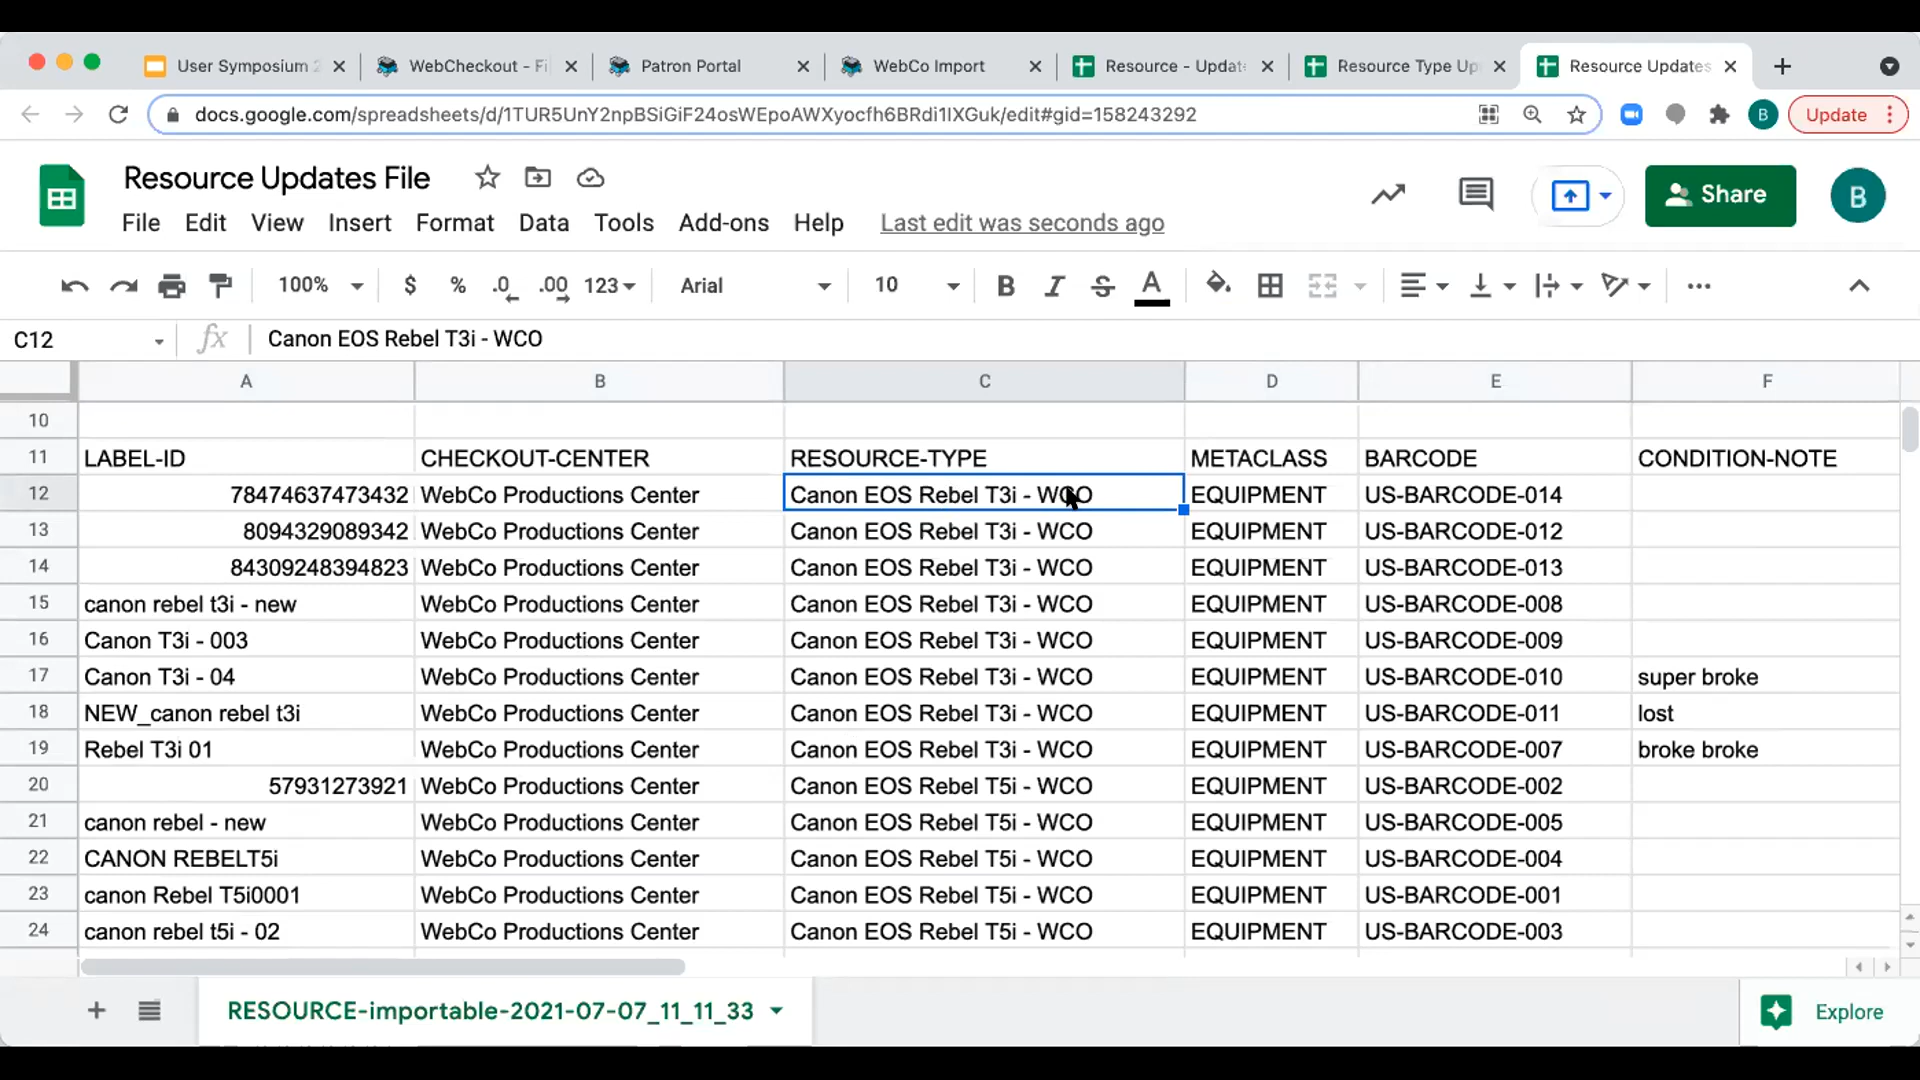 User Symposium 2
WebCheckout - Fi
Patron Portal
WebCo Import
Resource - Updat
Resource Type Up
Resource Updates
docs.google.com/spreadsheets/d/1TUR5UnY2npBSiGiF24osWEpoAWXyocfh6BRdi1lXGuk/edit#gid=158243292
B
Update
Resource Updates File
Share
B
File Edit View Insert Format Data Tools Add-ons Help Last edit was seconds ago
100% $ % .0 .00 123 Arial 10 B I S A
C12 fx Canon EOS Rebel T3i - WCO
A B C D E F
10
11 LABEL-ID CHECKOUT-CENTER RESOURCE-TYPE METACLASS BARCODE CONDITION-NOTE
12 78474637473432 WebCo Productions Center Canon EOS Rebel T3i - WCO EQUIPMENT US-BARCODE-014
13 8094329089342 WebCo Productions Center Canon EOS Rebel T3i - WCO EQUIPMENT US-BARCODE-012
14 84309248394823 WebCo Productions Center Canon EOS Rebel T3i - WCO EQUIPMENT US-BARCODE-013
15 canon rebel t3i - new WebCo Productions Center Canon EOS Rebel T3i - WCO EQUIPMENT US-BARCODE-008
16 Canon T3i - 003 WebCo Productions Center Canon EOS Rebel T3i - WCO EQUIPMENT US-BARCODE-009
17 Canon T3i - 04 WebCo Productions Center Canon EOS Rebel T3i - WCO EQUIPMENT US-BARCODE-010 super broke
18 NEW_canon rebel t3i WebCo Productions Center Canon EOS Rebel T3i - WCO EQUIPMENT US-BARCODE-011 lost
19 Rebel T3i 01 WebCo Productions Center Canon EOS Rebel T3i - WCO EQUIPMENT US-BARCODE-007 broke broke
20 57931273921 WebCo Productions Center Canon EOS Rebel T5i - WCO EQUIPMENT US-BARCODE-002
21 canon rebel - new WebCo Productions Center Canon EOS Rebel T5i - WCO EQUIPMENT US-BARCODE-005
22 CANON REBELT5i WebCo Productions Center Canon EOS Rebel T5i - WCO EQUIPMENT US-BARCODE-004
23 canon Rebel T5i0001 WebCo Productions Center Canon EOS Rebel T5i - WCO EQUIPMENT US-BARCODE-001
24 canon rebel t5i - 02 WebCo Productions Center Canon EOS Rebel T5i - WCO EQUIPMENT US-BARCODE-003
RESOURCE-importable-2021-07-07_11_11_33
Explore